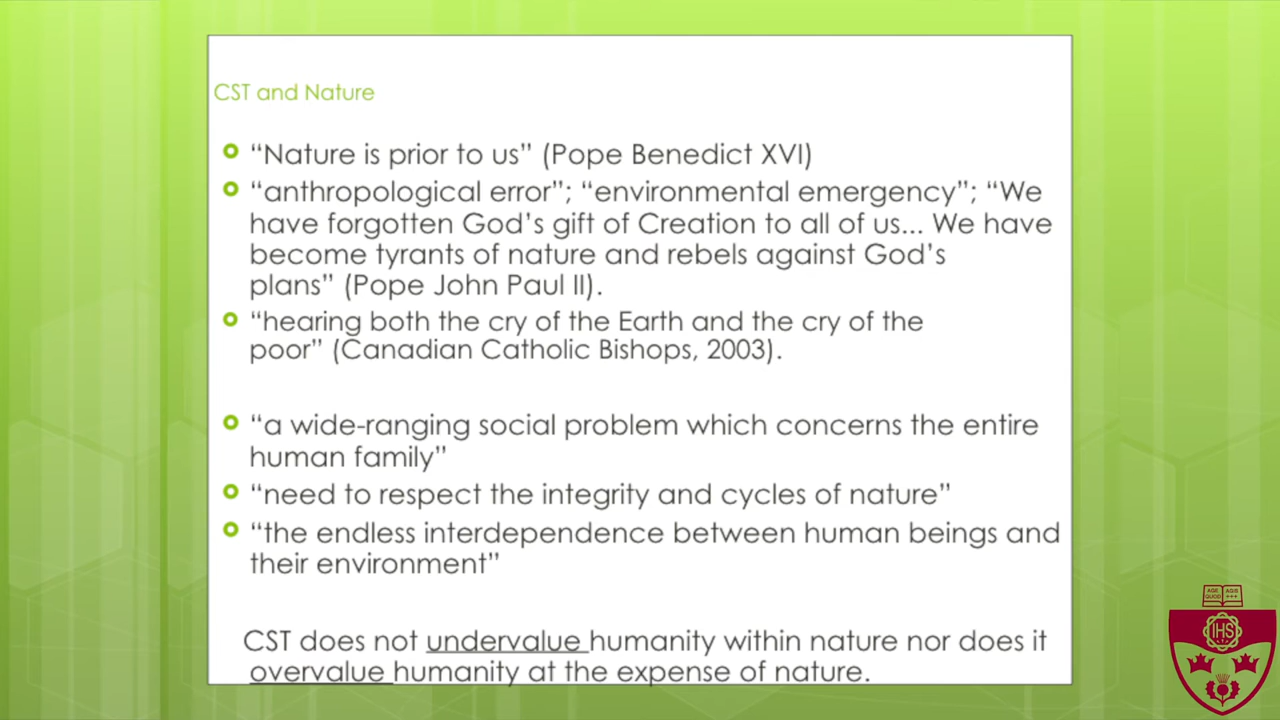 CST and Nature
“Nature is prior to us” (Pope Benedict XVI)
“anthropological error”; “environmental emergency”; “We
have forgotten God’s gift of Creation to all of us... We have
become tyrants of nature and rebels against God’s
plans” (Pope John Paul II).
“hearing both the cry of the Earth and the cry of the
poor” (Canadian Catholic Bishops, 2003).
“a wide-ranging social problem which concerns the entire
human family”
“need to respect the integrity and cycles of nature”
“the endless interdependence between human beings and
their environment”
CST does not undervalue humanity within nature nor does it
overvalue humanity at the expense of nature.
AGE AGIS
QUOD +++
IHS